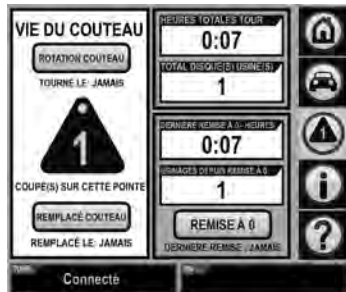 VIE DU COUTEAU
ROTATION COUTEAU
TOURNÉ LE: JAMAIS
1
COUPE(S) SUR CETTE POINTE
REMPLACÉ COUTEAU
REMPLACÉ LE: JAMAIS
HEURES TOTALES TOUR
0:07
TOTAL DISQUE(S) USINÉ(S)
1
DERNIÈRE REMISE À 0- HEURES
0:07
USINAGES DEPUIS REMISE À 0
1
REMISE À 0
DERNIÈRE REMISE : JAMAIS
Connecté